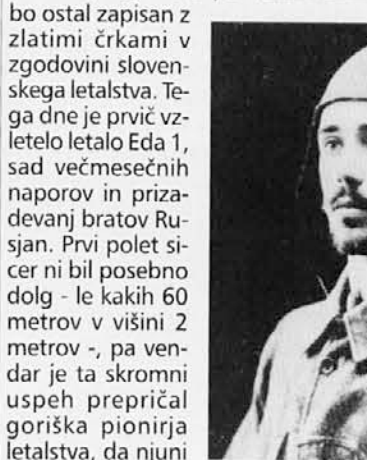 bo ostal zapisan z
zlatimi črkami v
zgodovini sloven-
skega letalstva. Te-
ga dne je prvič vz-
letelo letalo Eda 1,
sad večmesečnih
naporov in priza-
devanj bratov Ru-
sjan. Prvi polet si-
cer ni bil posebno
dolg - le kakih 60
metrov v višini 2
metrov -, pa ven-
dar je ta skromni
uspeh prepričal
goriška pionirja
letalstva, da njuni